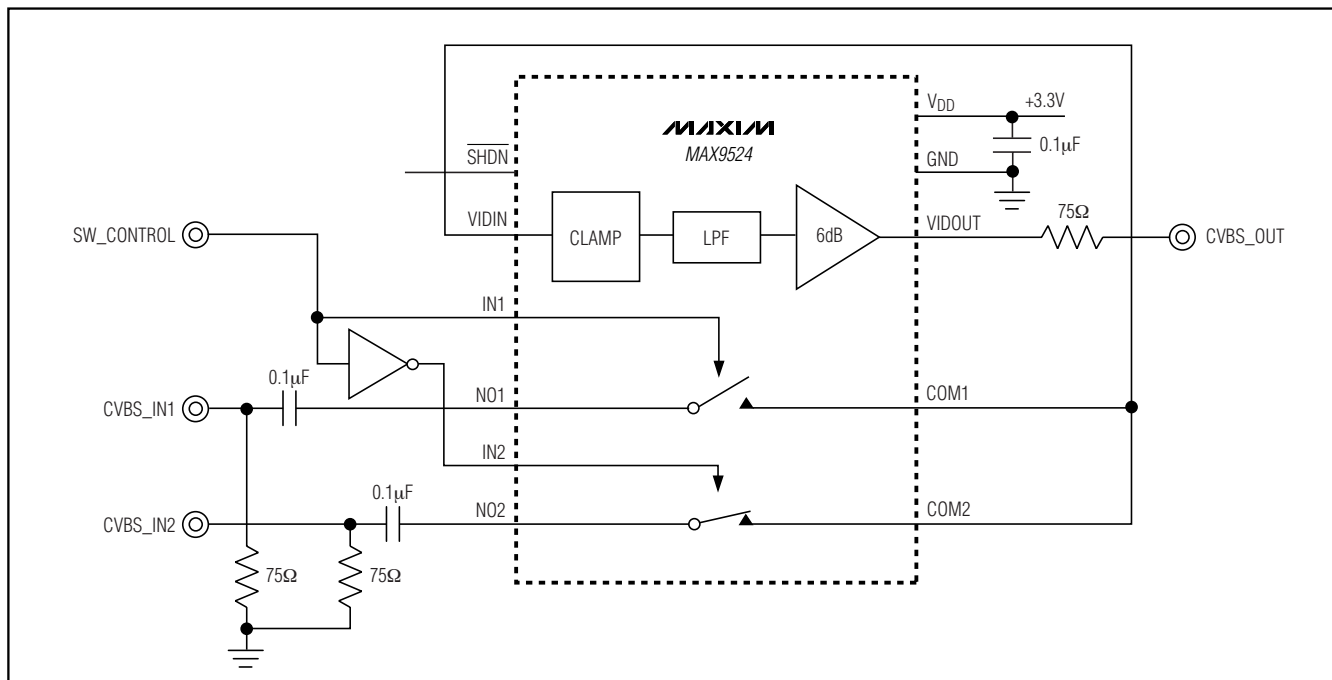 VDD
+3.3V
MAXIM
MAX9524
SHDN
0.1µF
GND
VIDIN
CLAMP
LPF
6dB
VIDOUT
75Ω
CVBS_OUT
SW_CONTROL
IN1
0.1µF
CVBS_IN1
NO1
COM1
IN2
0.1µF
CVBS_IN2
NO2
COM2
75Ω
75Ω